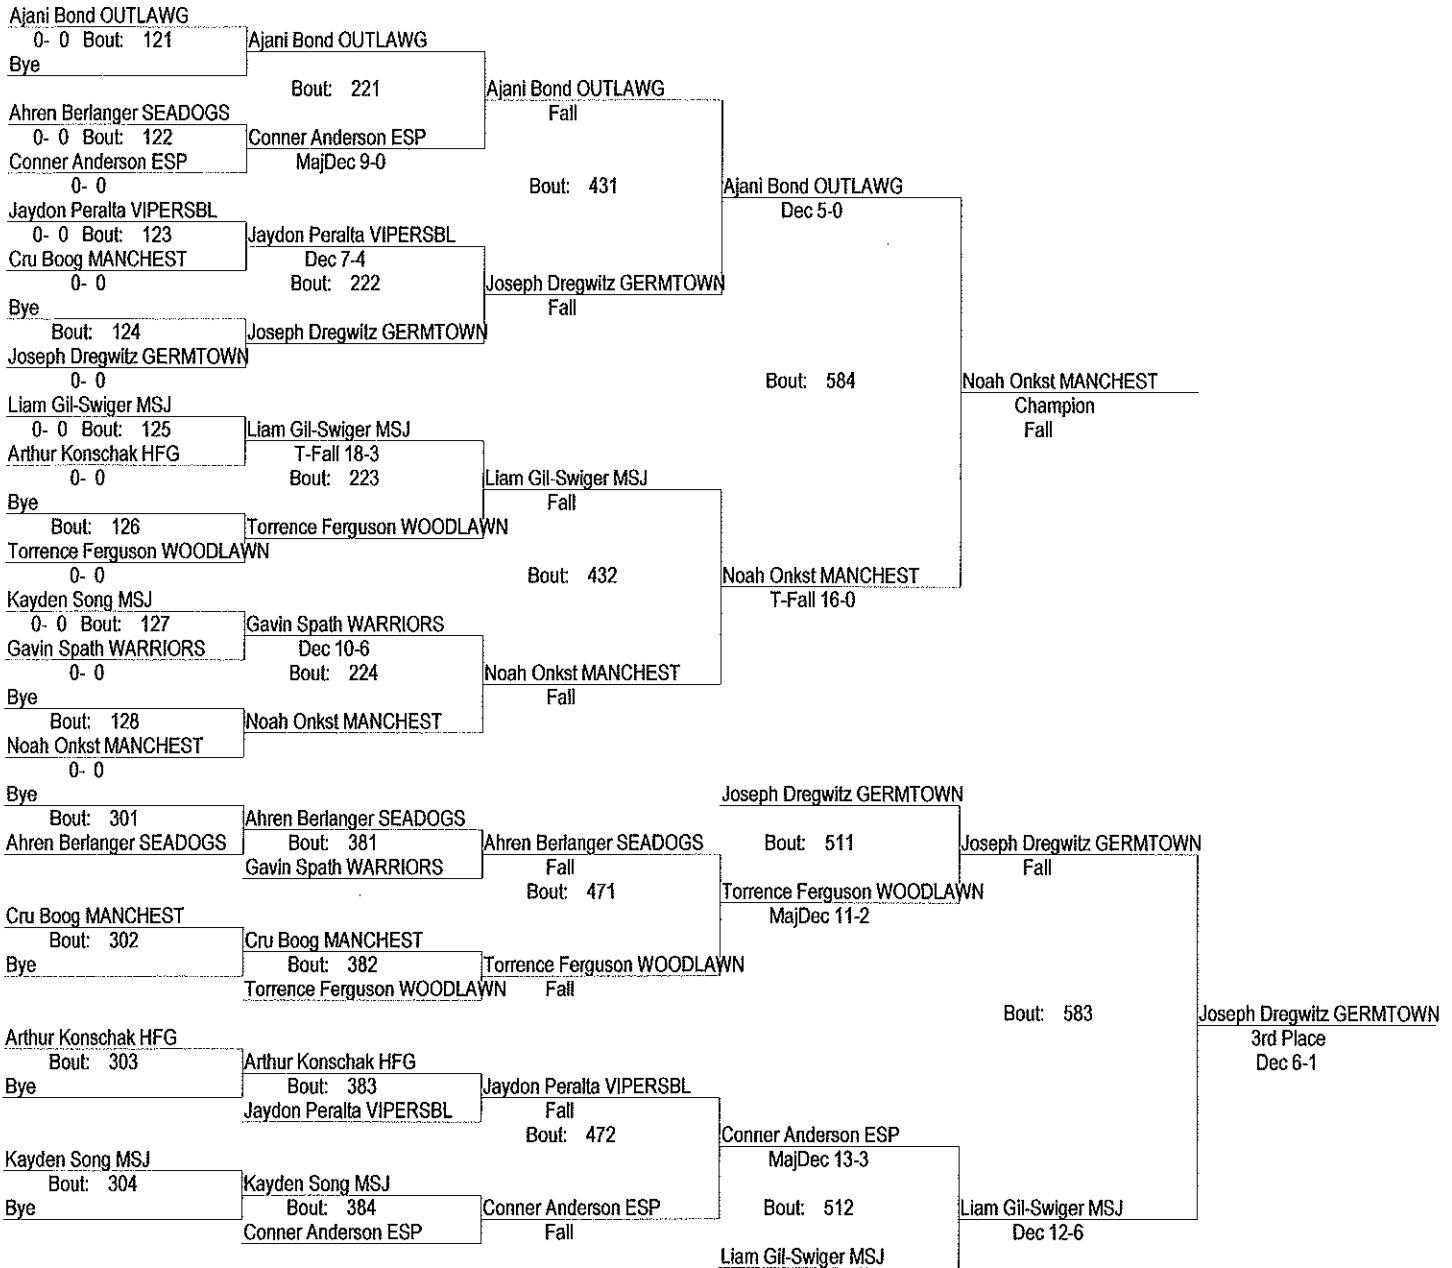 Ajani Bond OUTLAWG
0- 0 Bout: 121
Bye
Ajani Bond OUTLAWG
Bout: 221
Ahren Berlanger SEADOGS
0- 0 Bout: 122
Conner Anderson ESP
0- 0
Conner Anderson ESP
MajDec 9-0
Ajani Bond OUTLAWG
Fall
Bout: 431
Jaydon Peralta VIPERSBL
0- 0 Bout: 123
Cru Boog MANCHEST
0- 0
Jaydon Peralta VIPERSBL
Dec 7-4
Bout: 222
Bye
Bout: 124
Joseph Dregwitz GERMTOWN
0- 0
Joseph Dregwitz GERMTOWN
Joseph Dregwitz GERMTOWN
Fall
Ajani Bond OUTLAWG
Dec 5-0
Bout: 584
Liam Gil-Swiger MSJ
0- 0 Bout: 125
Arthur Konschak HFG
0- 0
Liam Gil-Swiger MSJ
T-Fall 18-3
Bout: 223
Bye
Bout: 126
Torrence Ferguson WOODLAWN
0- 0
Torrence Ferguson WOODLAWN
Liam Gil-Swiger MSJ
Fall
Bout: 432
Kayden Song MSJ
0- 0 Bout: 127
Gavin Spath WARRIORS
0- 0
Gavin Spath WARRIORS
Dec 10-6
Bout: 224
Bye
Bout: 128
Noah Onkst MANCHEST
0- 0
Noah Onkst MANCHEST
Noah Onkst MANCHEST
Fall
Noah Onkst MANCHEST
T-Fall 16-0
Noah Onkst MANCHEST
Champion
Fall
Bye
Bout: 301
Ahren Berlanger SEADOGS
Ahren Berlanger SEADOGS
Bout: 381
Gavin Spath WARRIORS
Ahren Berlanger SEADOGS
Fall
Bout: 471
Cru Boog MANCHEST
Bout: 302
Bye
Cru Boog MANCHEST
Bout: 382
Torrence Ferguson WOODLAWN
Torrence Ferguson WOODLAWN
Fall
Joseph Dregwitz GERMTOWN
Bout: 511
Torrence Ferguson WOODLAWN
MajDec 11-2
Joseph Dregwitz GERMTOWN
Fall
Bout: 583
Arthur Konschak HFG
Bout: 303
Bye
Arthur Konschak HFG
Bout: 383
Jaydon Peralta VIPERSBL
Jaydon Peralta VIPERSBL
Fall
Bout: 472
Kayden Song MSJ
Bout: 304
Bye
Kayden Song MSJ
Bout: 384
Conner Anderson ESP
Conner Anderson ESP
Fall
Conner Anderson ESP
MajDec 13-3
Bout: 512
Liam Gil-Swiger MSJ
Liam Gil-Swiger MSJ
Dec 12-6
Joseph Dregwitz GERMTOWN
3rd Place
Dec 6-1